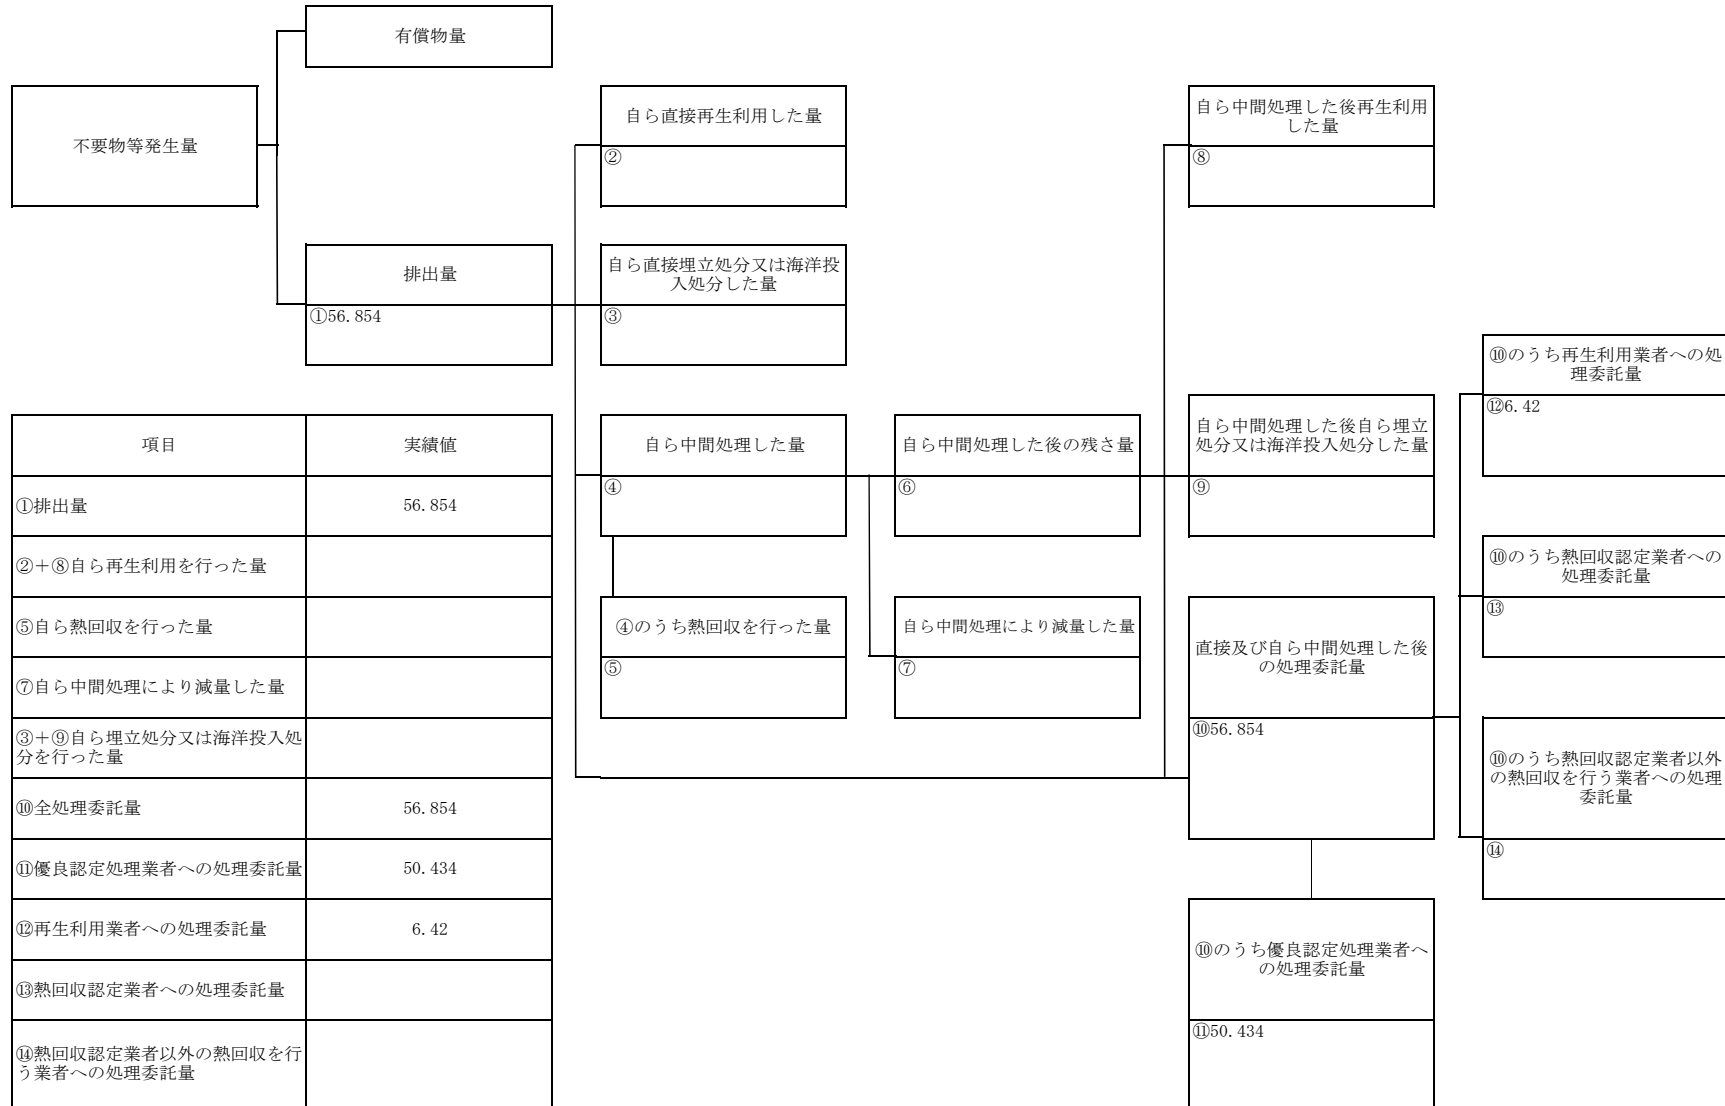 有償物量
不要物等発生量
自ら直接再生利用した量
②
自ら中間処理した後再生利用
した量
⑧
排出量
①56.854
自ら直接埋立処分又は海洋投
入処分した量
③
⑩のうち再生利用業者への処
理委託量
⑫6.42
項目
実績値
①排出量
56.854
②+⑧自ら再生利用を行った量
⑤自ら熱回収を行った量
⑦自ら中間処理により減量した量
③+⑨自ら埋立処分又は海洋投入処
分を行った量
⑩全処理委託量
56.854
⑪優良認定処理業者への処理委託量
50.434
⑫再生利用業者への処理委託量
6.42
⑬熱回収認定業者への処理委託量
⑭熱回収認定業者以外の熱回収を行
う業者への処理委託量
自ら中間処理した量
④
自ら中間処理した後の残さ量
⑥
自ら中間処理した後自ら埋立
処分又は海洋投入処分した量
⑨
④のうち熱回収を行った量
⑤
自ら中間処理により減量した量
⑦
直接及び自ら中間処理した後
の処理委託量
⑩56.854
⑩のうち熱回収認定業者への
処理委託量
⑬
⑩のうち熱回収認定業者以外
の熱回収を行う業者への処理
委託量
⑭
⑩のうち優良認定処理業者へ
の処理委託量
⑪50.434